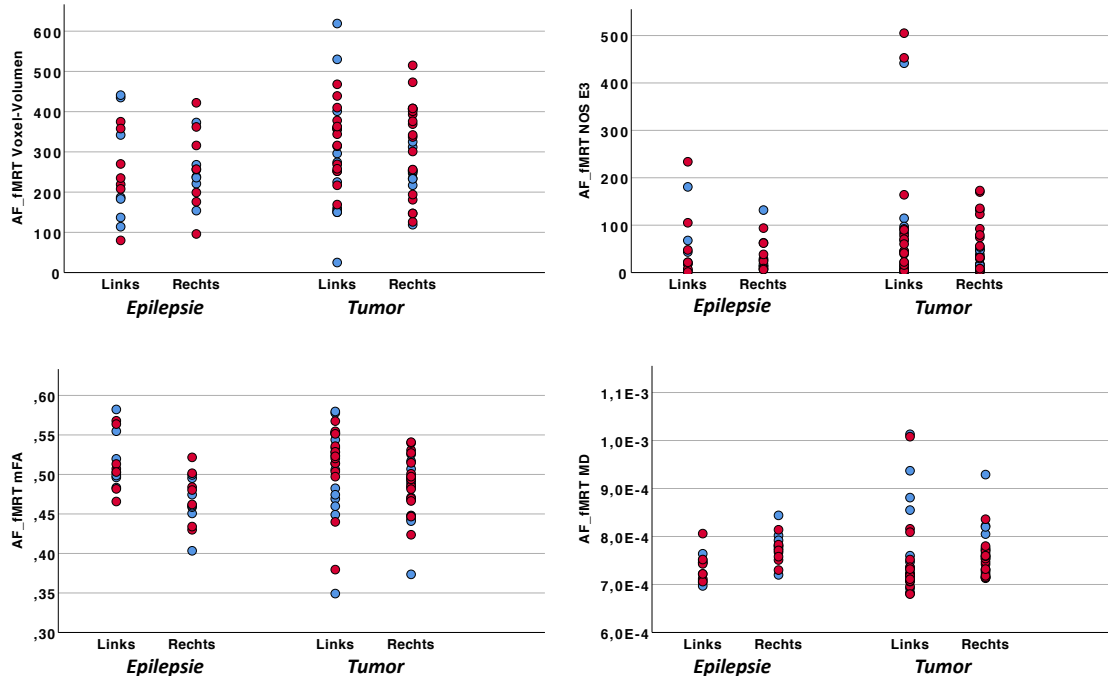 AF_fMRT Voxel-Volumen
600
500
400
300
200
100
0
Links Rechts Links Rechts
Epilepsie Tumor
AF_fMRT NOS E3
500
400
300
200
100
0
Links Rechts Links Rechts
Epilepsie Tumor
AF_fMRT mFA
,60
,55
,50
,45
,40
,35
,30
Links Rechts Links Rechts
Epilepsie Tumor
AF_fMRT MD
1,1E-3
1,0E-3
9,0E-4
8,0E-4
7,0E-4
6,0E-4
Links Rechts Links Rechts
Epilepsie Tumor